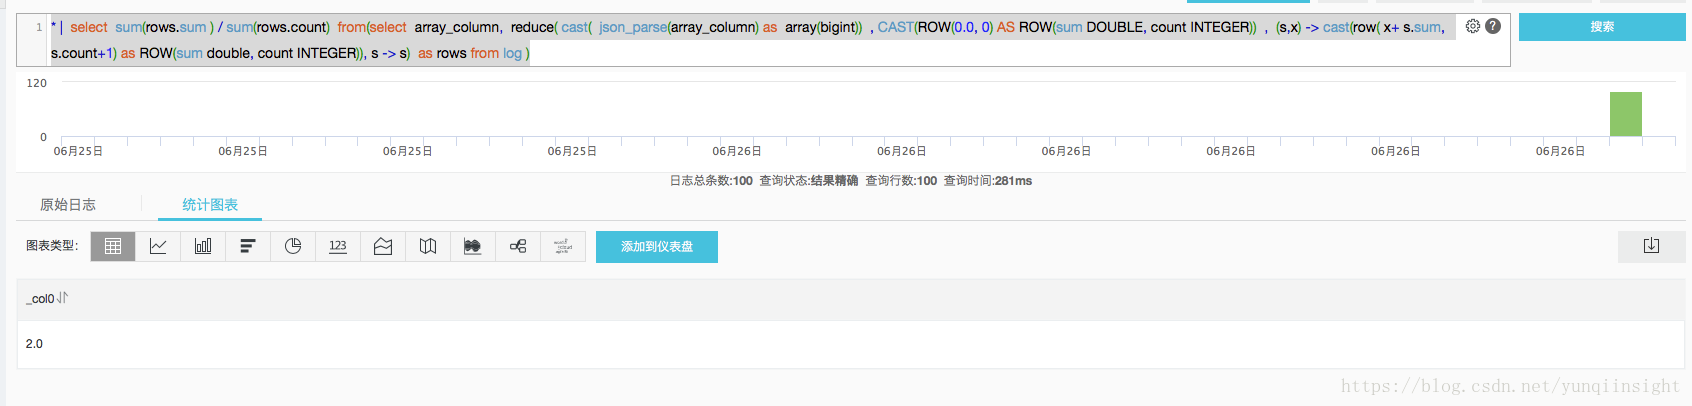 1 * | select sum(rows.sum ) / sum(rows.count) from(select array_column, reduce( cast( json_parse(array_column) as array(bigint)) , CAST(ROW(0.0, 0) AS ROW(sum DOUBLE, count INTEGER)) , (s,x) -> cast(row( x+ s.sum,
s.count+1) as ROW(sum double, count INTEGER)), s -> s) as rows from log )
?
搜索
120
0
06月25日 06月25日 06月25日 06月25日 06月26日 06月26日 06月26日 06月26日 06月26日 06月26日
日志总条数:100 查询状态:结果精确 查询行数:100 查询时间:281ms
原始日志 统计图表
图表类型: 123 添加到仪表盘
_col0
2.0
https://blog.csdn.net/yunqiinsight